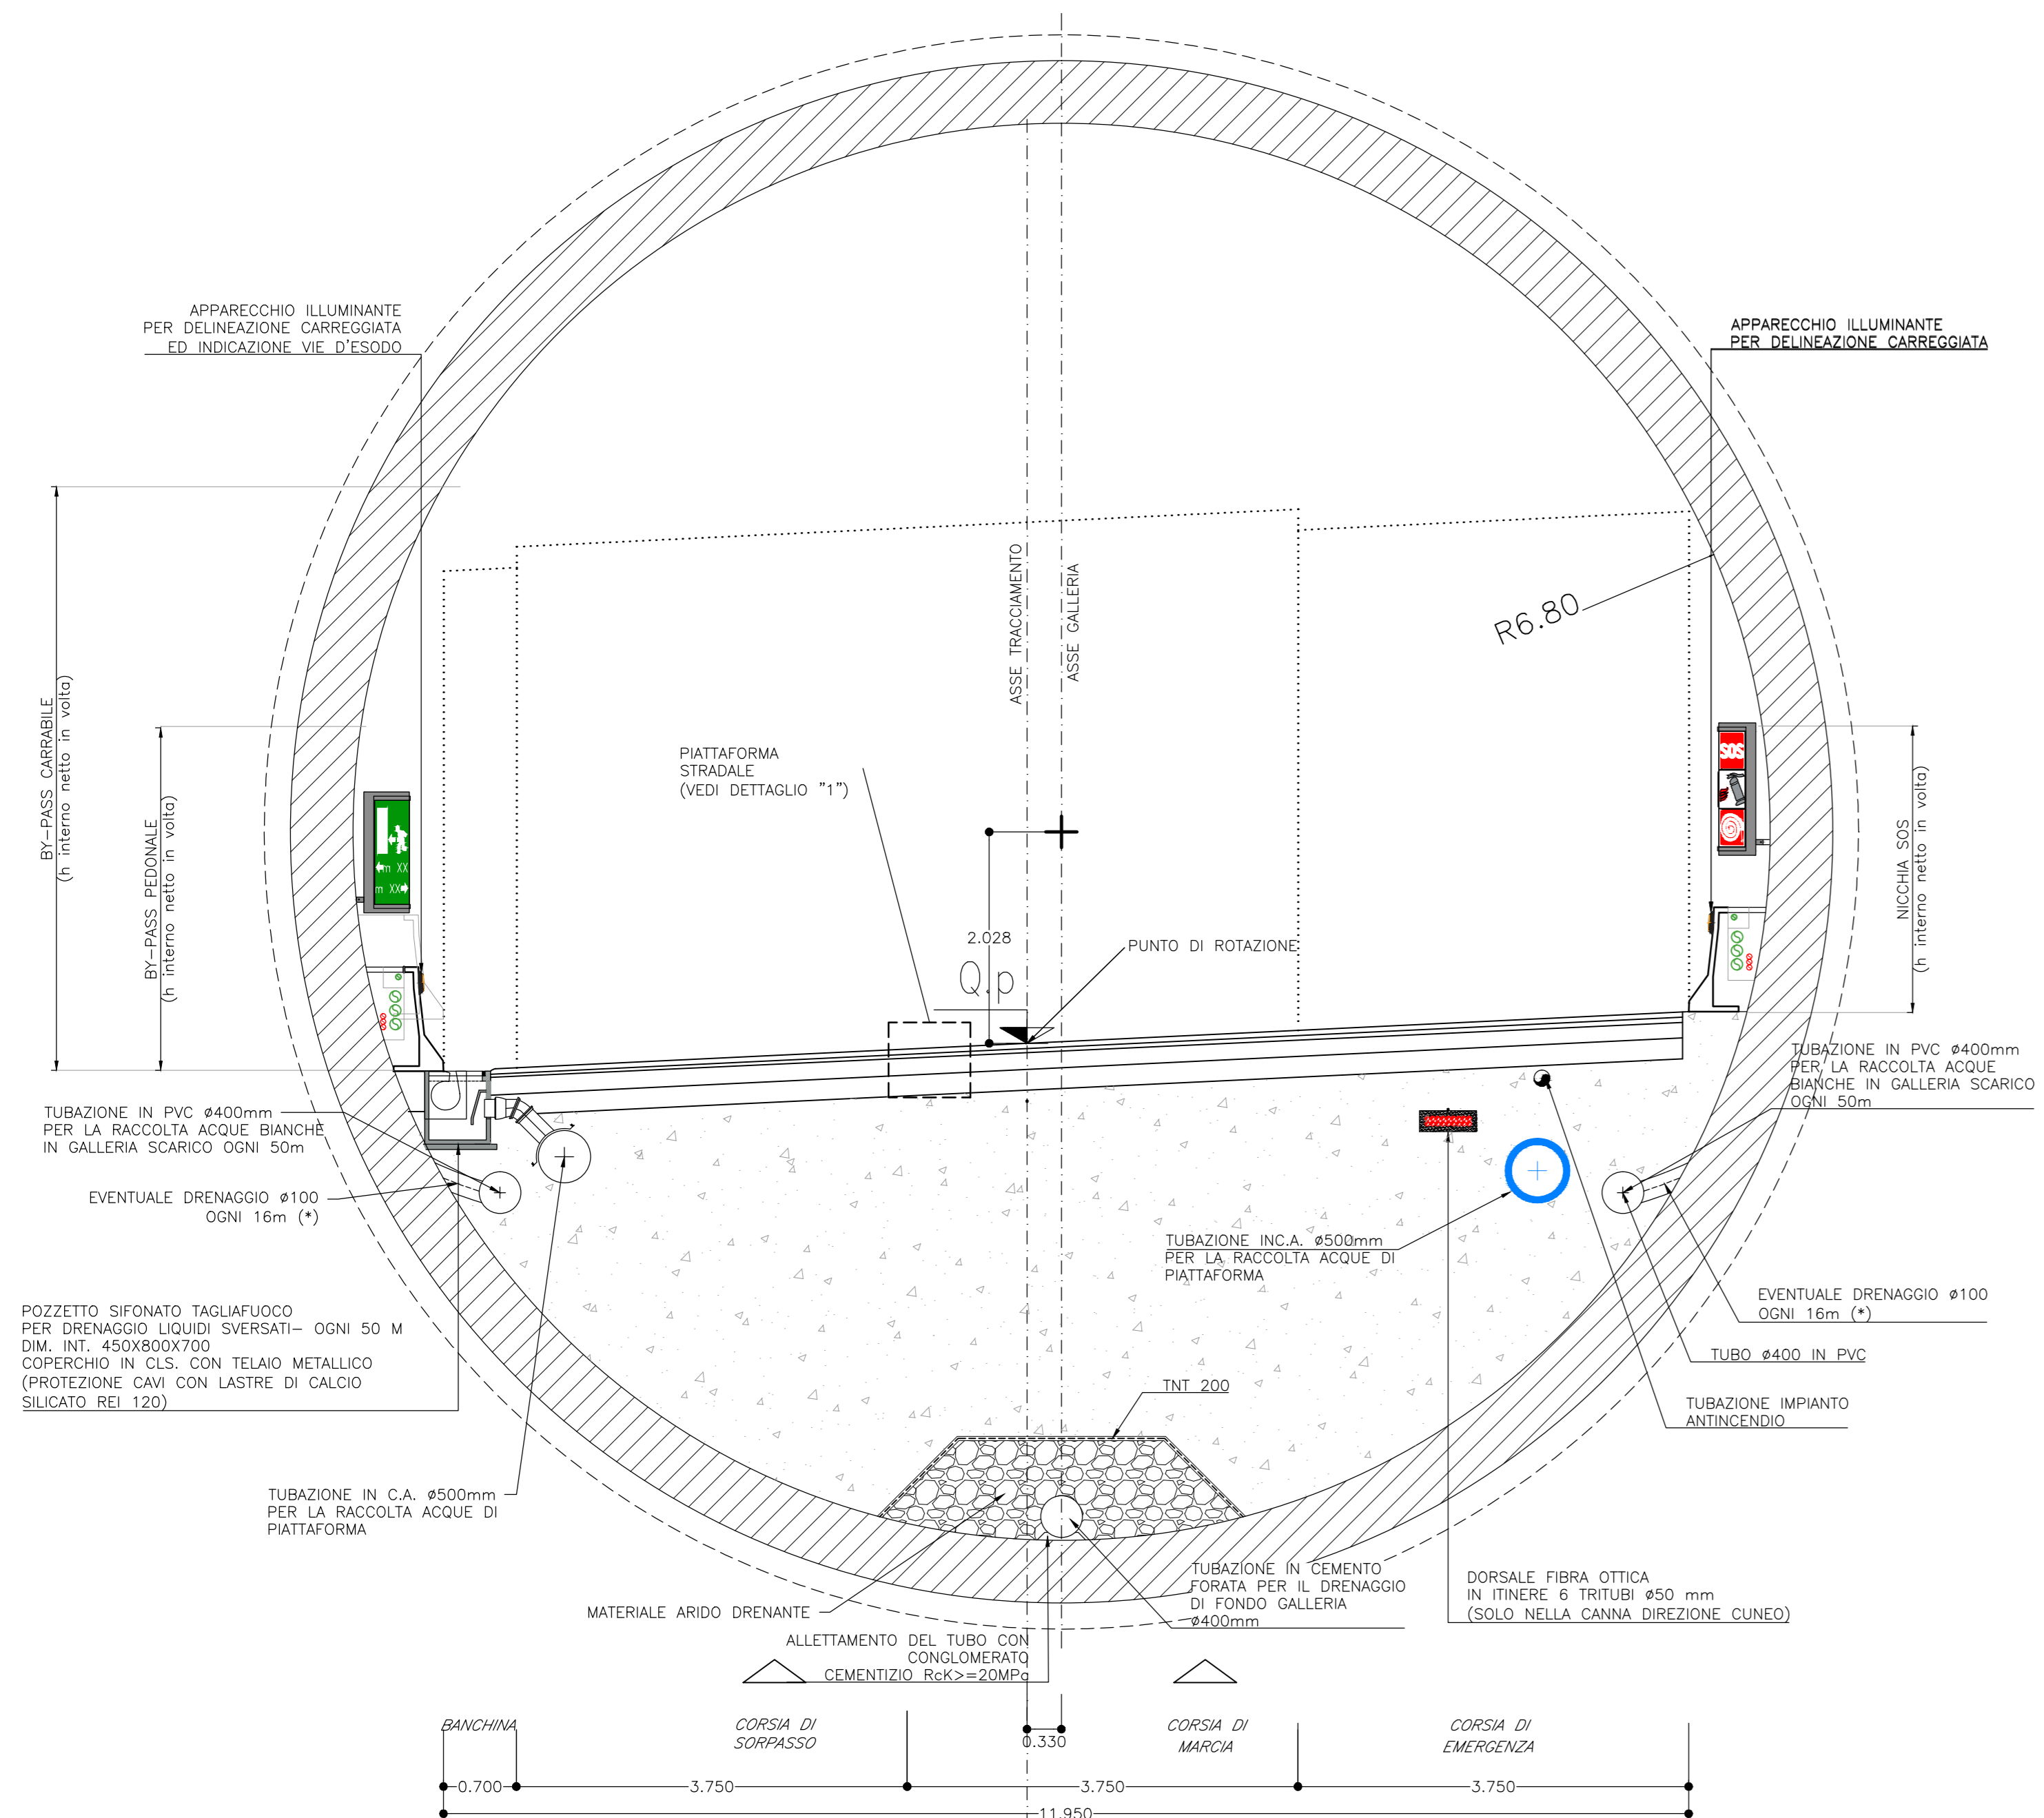 APPARECCHIO ILLUMINANTE
PER DELINEAZIONE CARREGGIATA
ED INDICAZIONE VIE D'ESODO
APPARECCHIO ILLUMINANTE
PER DELINEAZIONE CARREGGIATA
BY-PASS CARRABILE
(h interno netto in volta)
BY-PASS PEDONALE
(h interno netto in volta)
ASSE TRACCIAMENTO
ASSE GALLERIA
R6.80
PIATTAFORMA
STRADALE
(VEDI DETTAGLIO "1")
SOS
NICCHIA SOS
(h interno netto in volta)
m XX
m XX
2.028
Q.p
PUNTO DI ROTAZIONE
TUBAZIONE IN PVC ø400mm
PER LA RACCOLTA ACQUE BIANCHE
IN GALLERIA SCARICO OGNI 50m
TUBAZIONE IN PVC ø400mm
PER LA RACCOLTA ACQUE
BIANCHE IN GALLERIA SCARICO
OGNI 50m
EVENTUALE DRENAGGIO ø100
OGNI 16m (*)
TUBAZIONE INC.A. ø500mm
PER LA RACCOLTA ACQUE DI
PIATTAFORMA
EVENTUALE DRENAGGIO ø100
OGNI 16m (*)
POZZETTO SIFONATO TAGLIAFUOCO
PER DRENAGGIO LIQUIDI SVERSATI- OGNI 50 M
DIM. INT. 450X800X700
COPERCHIO IN CLS. CON TELAIO METALLICO
(PROTEZIONE CAVI CON LASTRE DI CALCIO
SILICATO REI 120)
TUBO ø400 IN PVC
TNT 200
TUBAZIONE IMPIANTO
ANTINCENDIO
TUBAZIONE IN C.A. ø500mm
PER LA RACCOLTA ACQUE DI
PIATTAFORMA
TUBAZIONE IN CEMENTO
FORATA PER IL DRENAGGIO
DI FONDO GALLERIA
ø400mm
DORSALE FIBRA OTTICA
IN ITINERE 6 TRITUBI ø50 mm
(SOLO NELLA CANNA DIREZIONE CUNEO)
MATERIALE ARIDO DRENANTE
ALLETTAMENTO DEL TUBO CON
CONGLOMERATO
CEMENTIZIO RcK>=20MPa
BANCHINA
CORSIA DI
SORPASSO
0.330
CORSIA DI
MARCIA
CORSIA DI
EMERGENZA
0.700
3.750
3.750
3.750
11.950